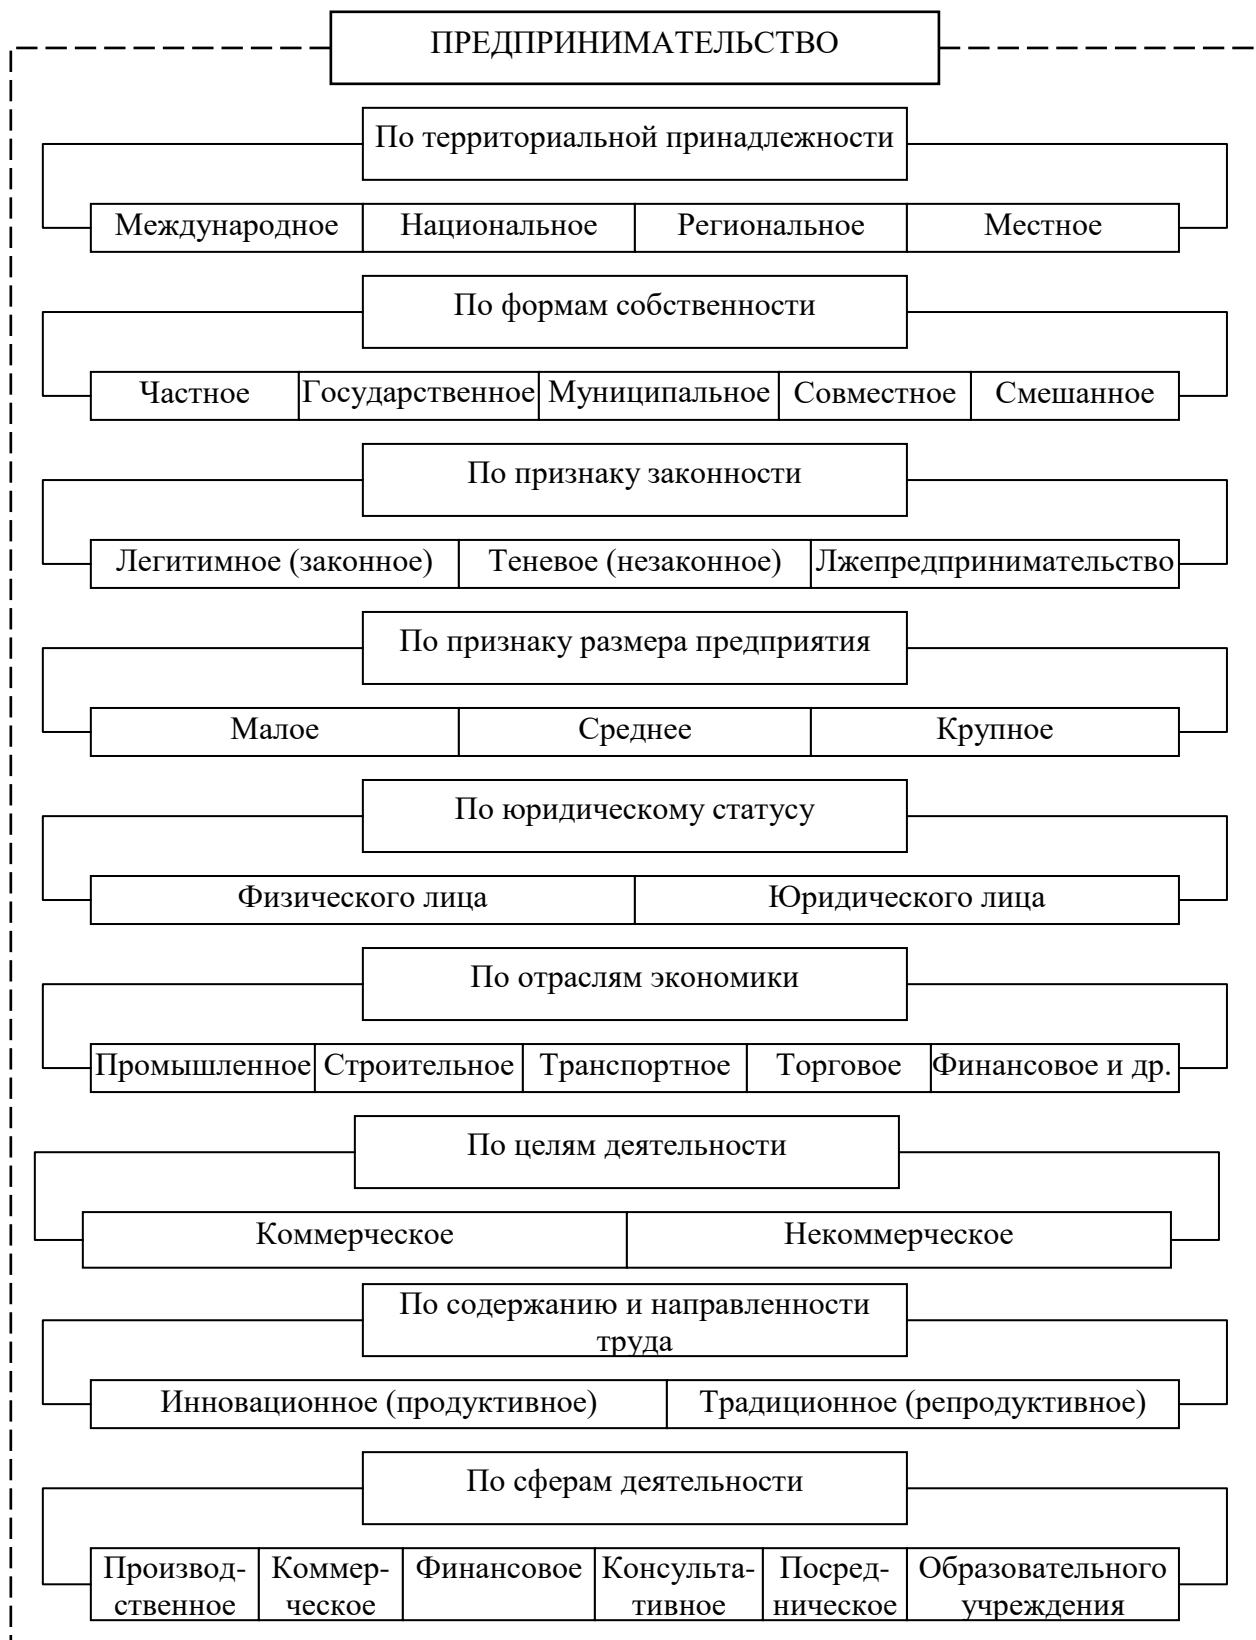 ПРЕДПРИНИМАТЕЛЬСТВО
По территориальной принадлежности
Международное Национальное Региональное Местное
По формам собственности
Частное Государственное Муниципальное Совместное Смешанное
По признаку законности
Легитимное (законное) Теневое (незаконное) Лжепредпринимательство
По признаку размера предприятия
Малое Среднее Крупное
По юридическому статусу
Физического лица Юридического лица
По отраслям экономики
Промышленное Строительное Транспортное Торговое Финансовое и др.
По целям деятельности
Коммерческое Некоммерческое
По содержанию и направленности
труда
Инновационное (продуктивное) Традиционное (репродуктивное)
По сферам деятельности
Производ- Коммер- Финансовое Консульта- Посред- Образовательного
ственное ческое тивное ническое учреждения